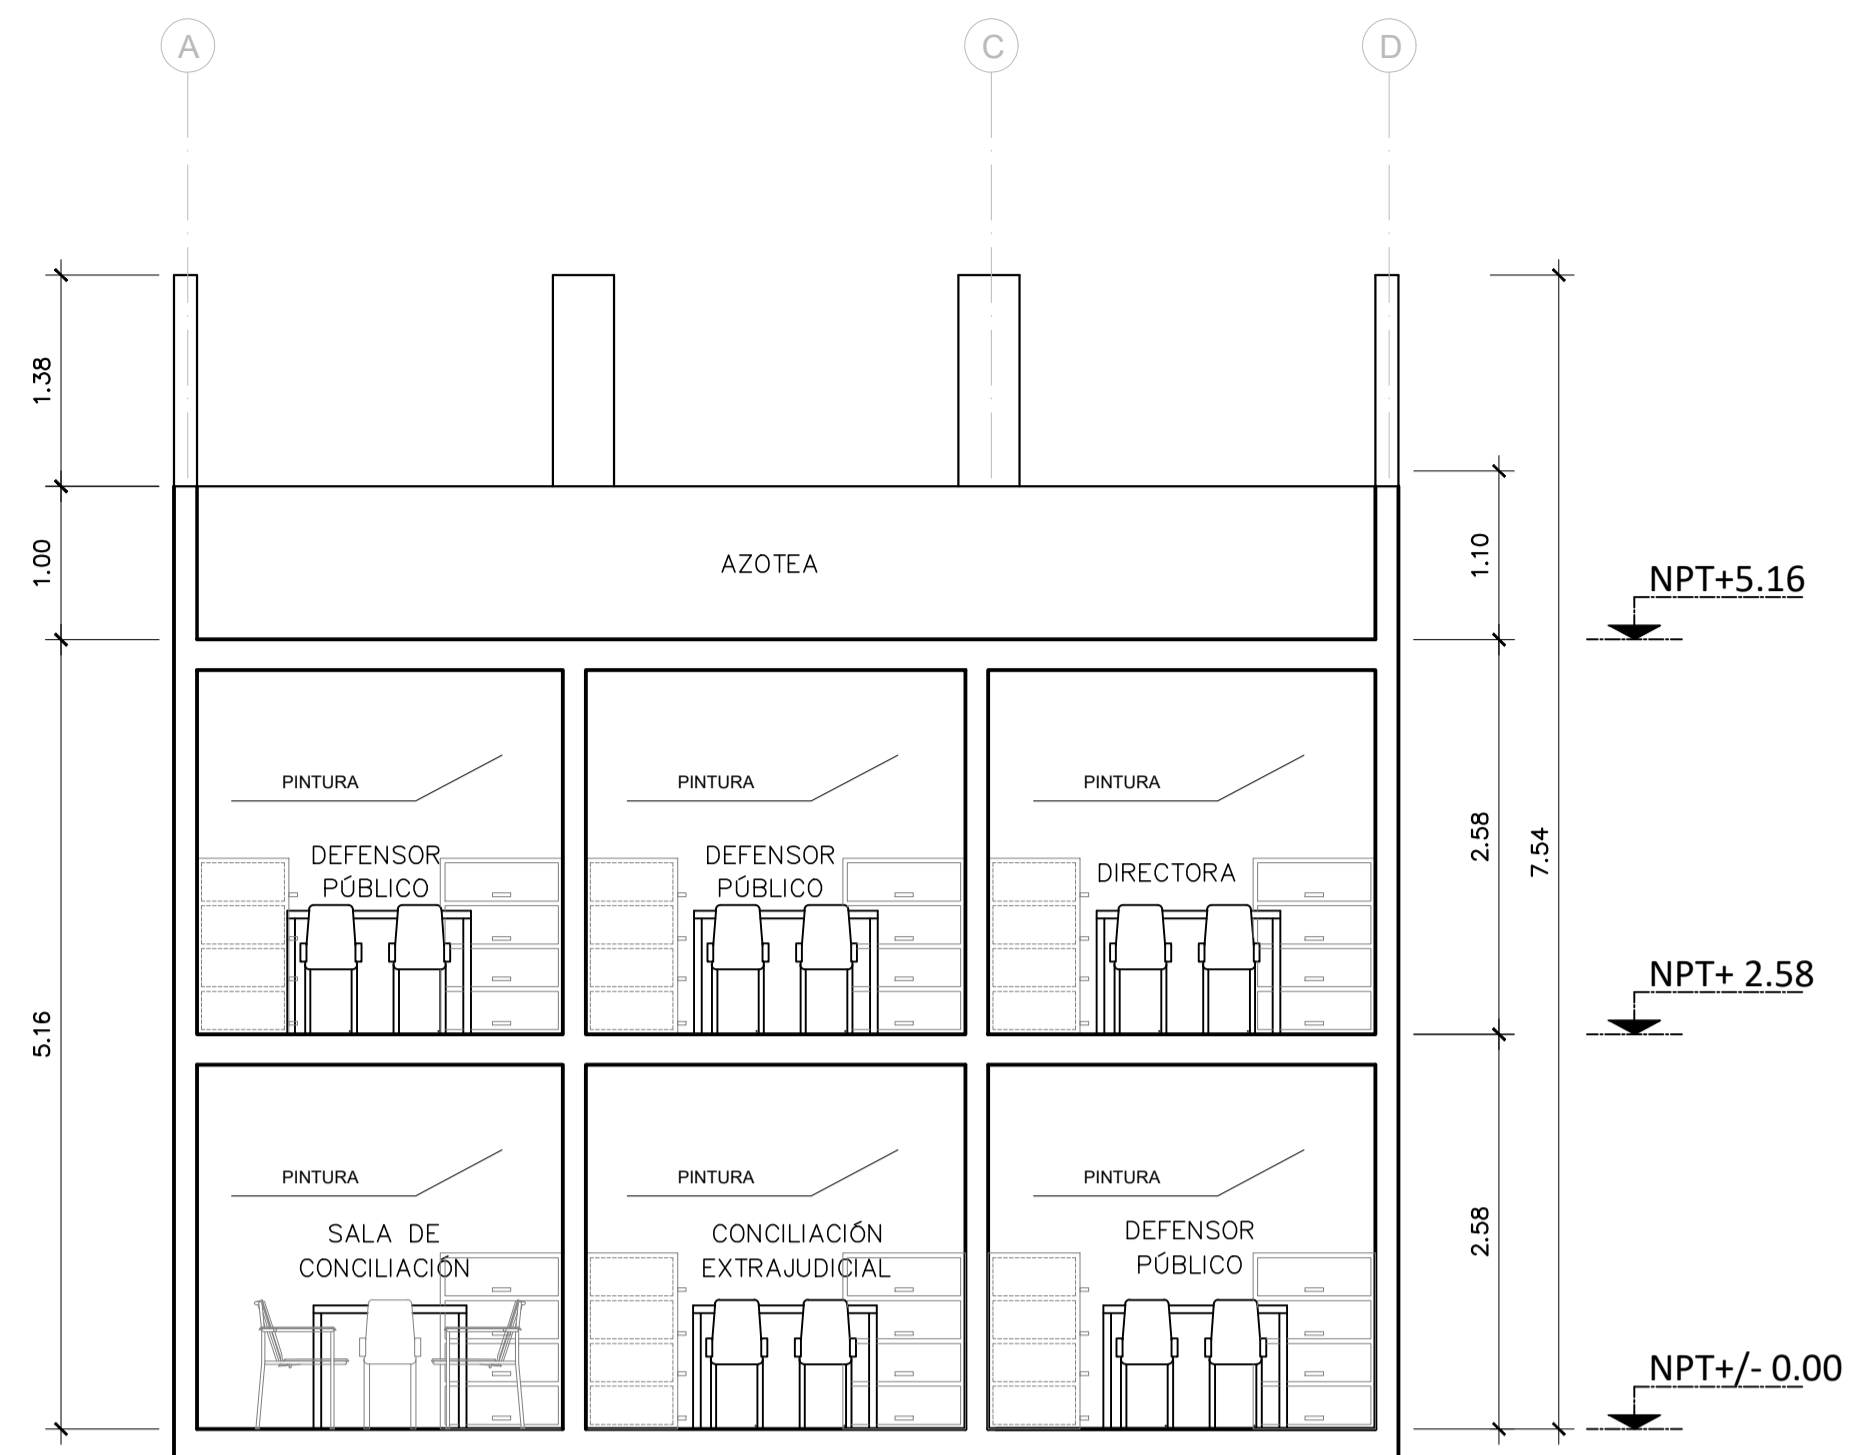 A
C
D
1.38
1.00
5.16
AZOTEA
1.10
2.58
7.54
2.58
NPT+5.16
NPT+ 2.58
NPT+/- 0.00
PINTURA
DEFENSOR
PÚBLICO
PINTURA
DEFENSOR
PÚBLICO
PINTURA
DIRECTORA
PINTURA
SALA DE
CONCILIACIÓN
PINTURA
CONCILIACIÓN
EXTRAJUDICIAL
PINTURA
DEFENSOR
PÚBLICO